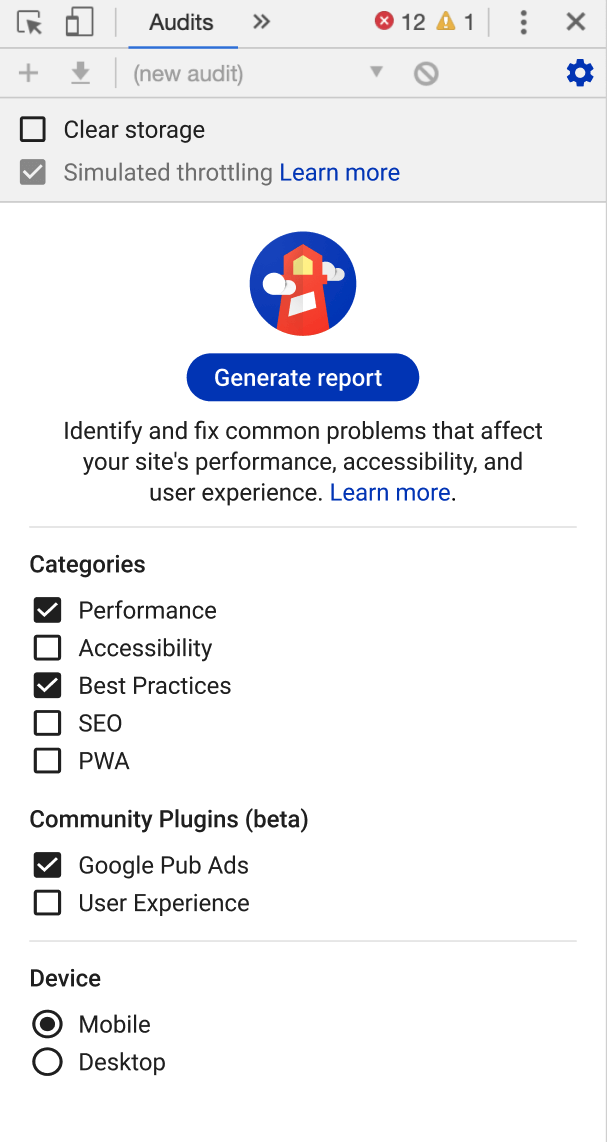 Audits
12
1
(new audit)
Clear storage
Simulated throttling Learn more
Generate report
Identify and fix common problems that affect
your site's performance, accessibility, and
user experience. Learn more.
Categories
Performance
Accessibility
Best Practices
SEO
PWA
Community Plugins (beta)
Google Pub Ads
User Experience
Device
Mobile
Desktop